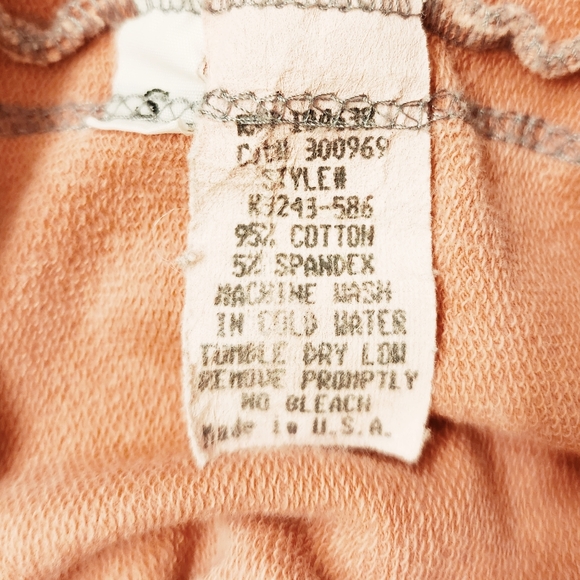 Cut# 300969
STYLE#
K3243-586
95% COTTON
5% SPANDEX
MACHINE WASH
IN COLD WATER
TUMBLE DRY LOW
REMOVE PROMPTLY
NO BLEACH
Made in U.S.A.